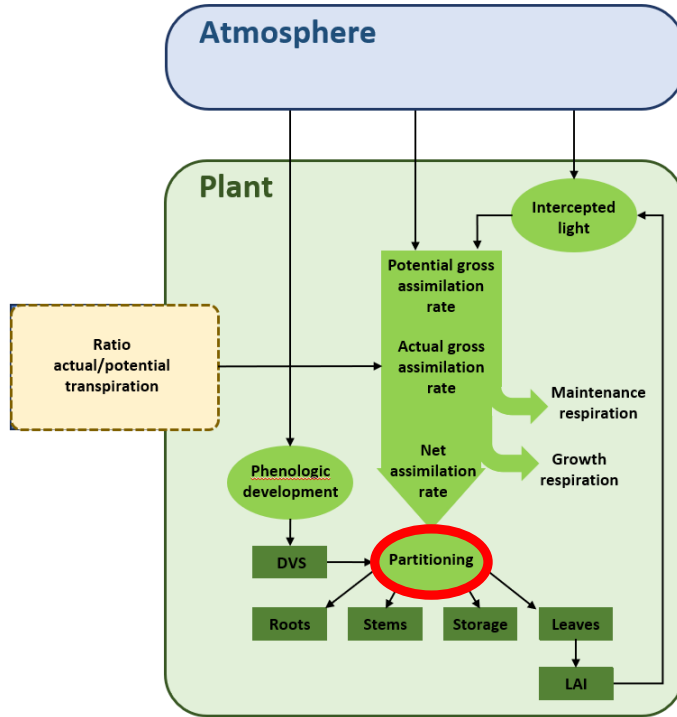 Atmosphere
Plant
Intercepted
light
Potential gross
assimilation
rate
Ratio
actual/potential
transpiration
Actual gross
assimilation
rate
Maintenance
respiration
Net
assimilation
rate
Growth
respiration
Phenologic
development
DVS
Partitioning
Roots
Stems
Storage
Leaves
LAI